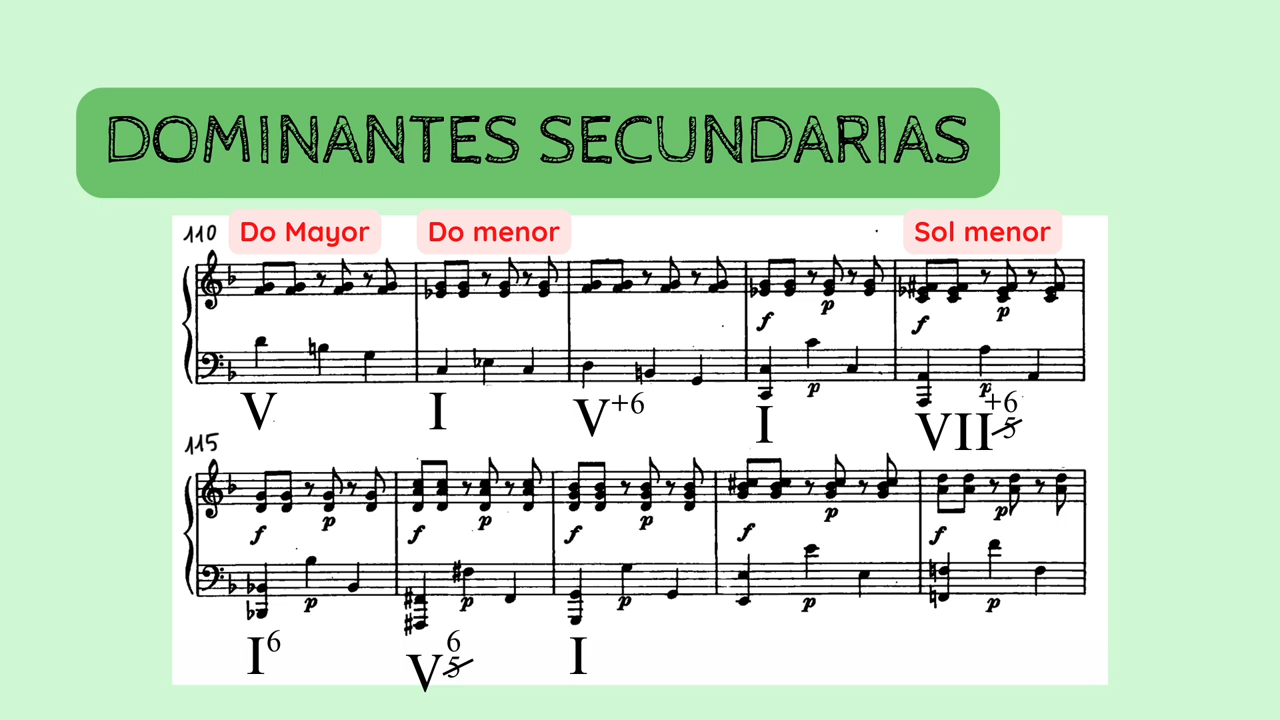 DOMINANTES SECUNDARIAS
110 Do Mayor Do menor Sol menor
p p
f f
p p
V I V+6 I VII+6 5
115
p p p p p
f f f f f
p p p p p
I6 V6 5 I